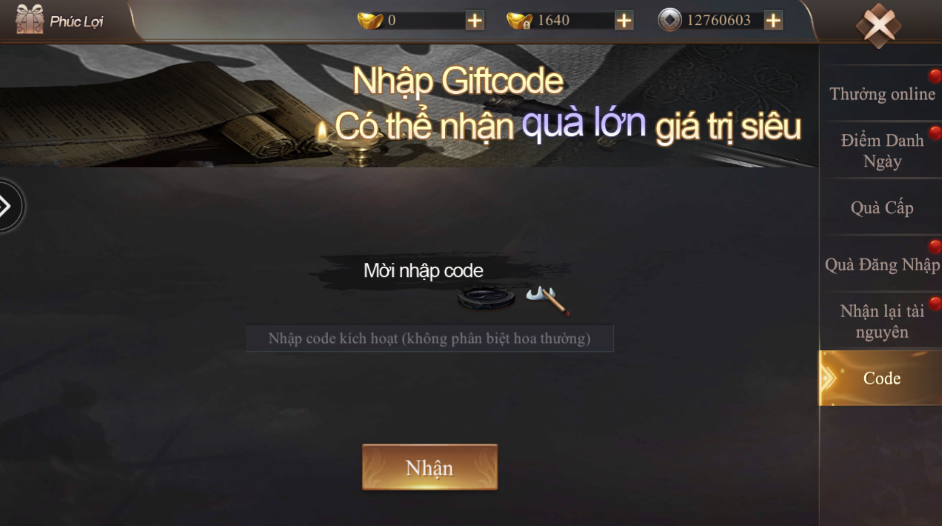 Phúc Lợi
0
1640
12760603
Nhập Giftcode
Có thể nhận quà lớn giá trị siêu
Thưởng online
Điểm Danh
Ngày
Quà Cấp
Quà Đăng Nhập
Nhận lại tài
nguyên
Code
Mời nhập code
Nhập code kích hoạt (không phân biệt hoa thường)
Nhận